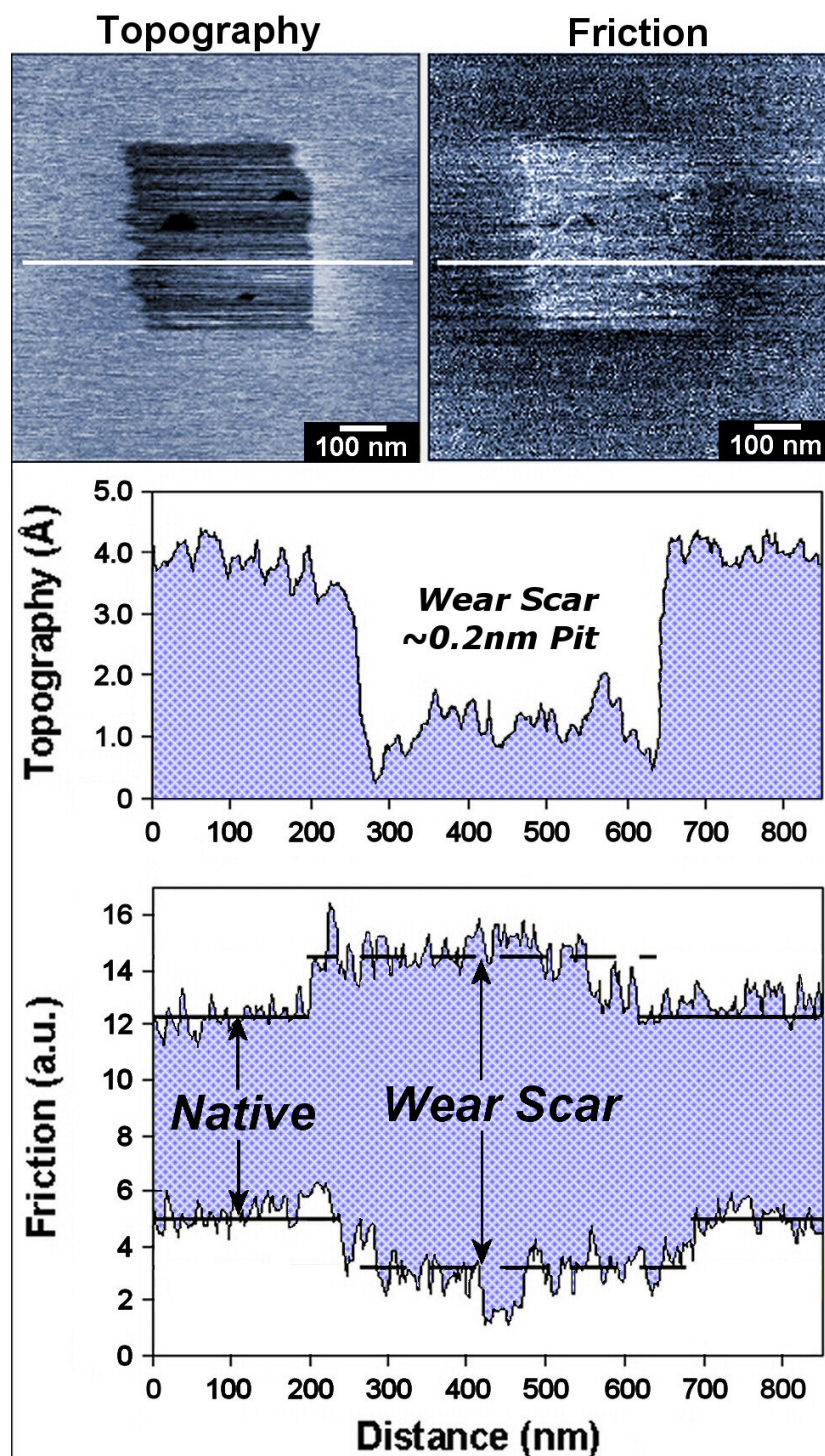 Topography
Friction
100 nm
100 nm
Topography (Å)
5.0
4.0
3.0
2.0
1.0
0
Wear Scar
~0.2nm Pit
0 100 200 300 400 500 600 700 800
Friction (a.u.)
16
14
12
10
8
6
4
2
0
Native
Wear Scar
0 100 200 300 400 500 600 700 800
Distance (nm)